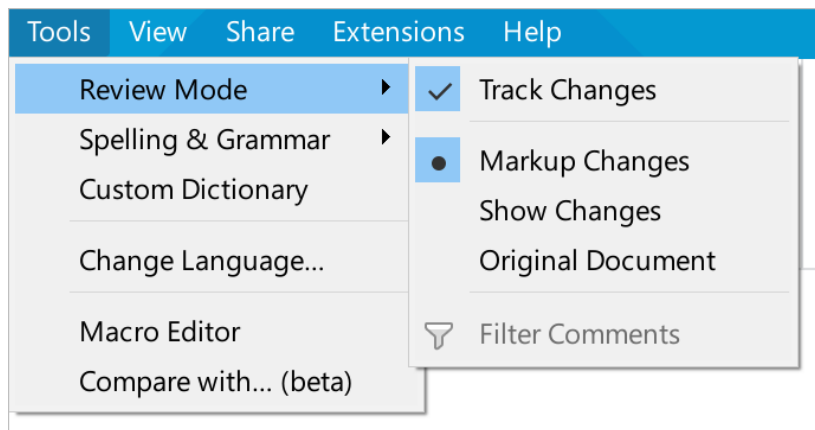 Tools View Share Extensions Help
Review Mode
Spelling & Grammar
Custom Dictionary
Change Language...
Macro Editor
Compare with... (beta)
Track Changes
Markup Changes
Show Changes
Original Document
Filter Comments